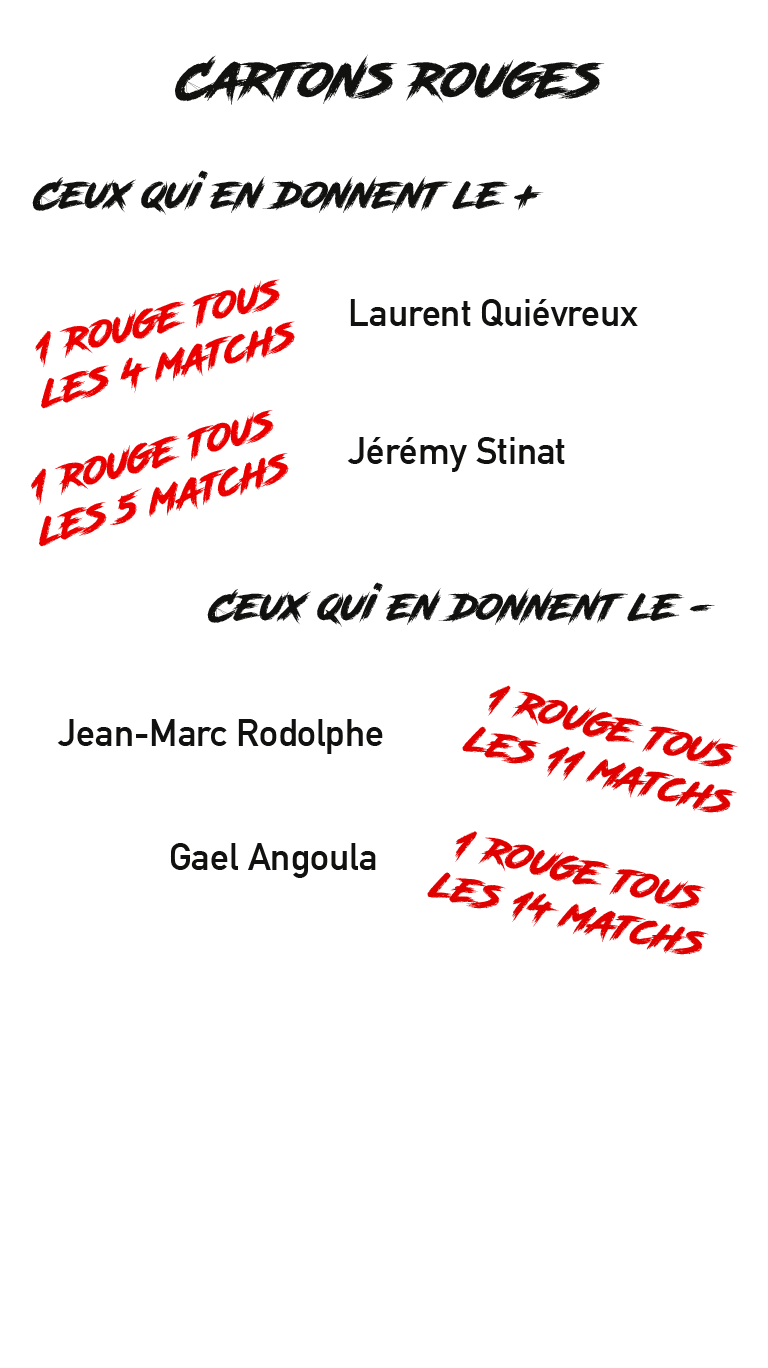 CARTONS ROUGES
CEUX QUI EN DONNENT LE +
1 ROUGE TOUS
LES 4 MATCHS
Laurent Quiévreux
1 ROUGE TOUS
LES 5 MATCHS
Jérémy Stinat
CEUX QUI EN DONNENT LE -
Jean-Marc Rodolphe
1 ROUGE TOUS
LES 11 MATCHS
Gael Angoula
1 ROUGE TOUS
LES 14 MATCHS